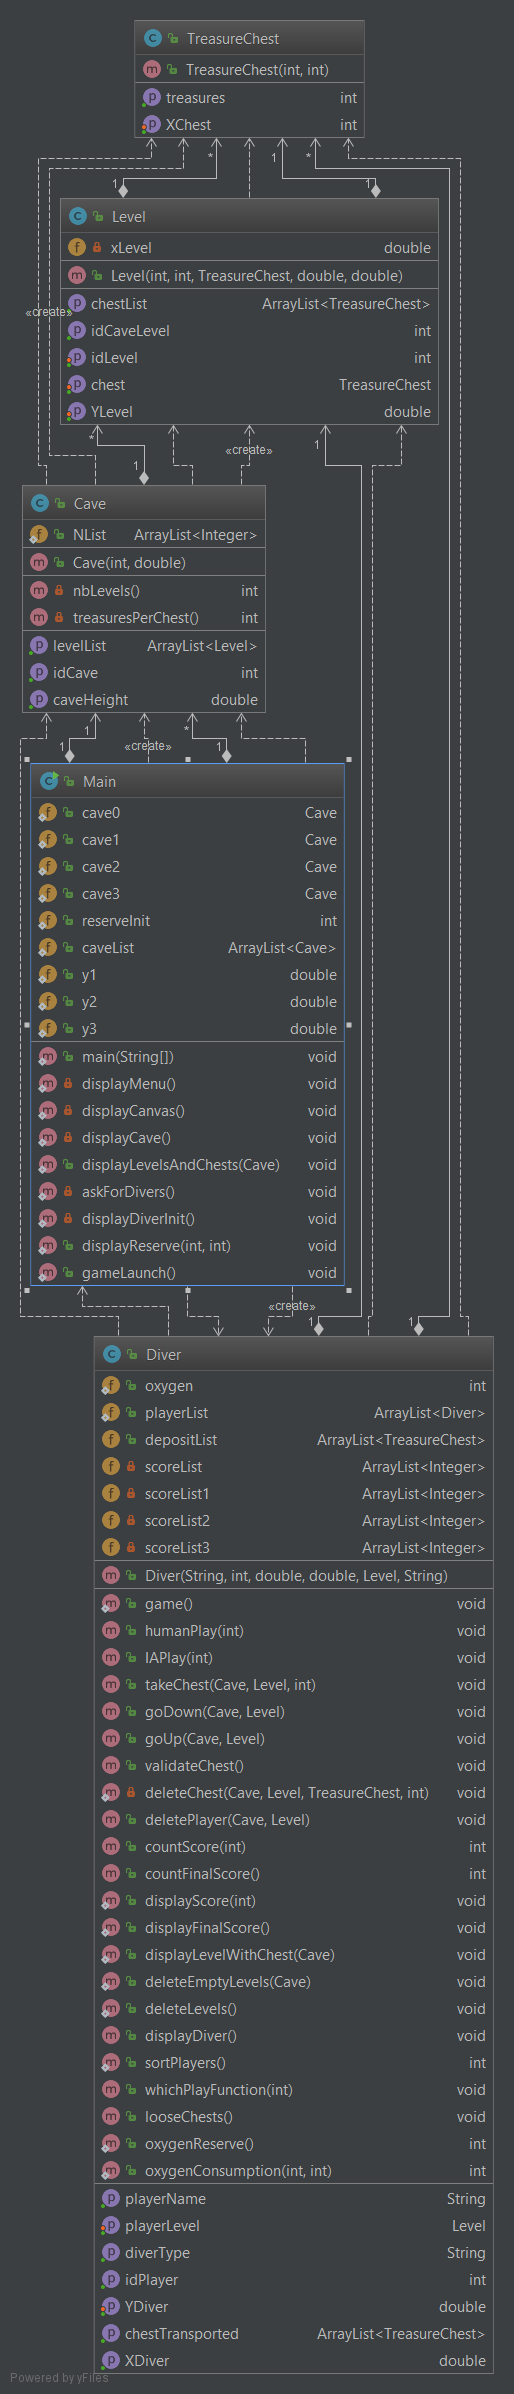 TreasureChest
TreasureChest(int, int)
treasures int
XChest int
1 * 1 *
1 1
Level
xLevel double
Level(int, int, TreasureChest, double, double)
chestList ArrayList<TreasureChest>
«create»
idCaveLevel int
idLevel int
chest TreasureChest
YLevel double
* 1
«create»
1
Cave
NList ArrayList<Integer>
Cave(int, double)
nbLevels() int
treasuresPerChest() int
levelList ArrayList<Level>
idCave int
caveHeight double
1 *
1 «create» 1
Main
cave0 Cave
cave1 Cave
cave2 Cave
cave3 Cave
reserveInit int
caveList ArrayList<Cave>
y1 double
y2 double
y3 double
main(String[]) void
displayMenu() void
displayCanvas() void
displayCave() void
displayLevelsAndChests(Cave) void
askForDivers() void
displayDiverInit() void
displayReserve(int, int) void
gameLaunch() void
«create»
1 1
Diver
oxygen int
playerList ArrayList<Diver>
depositList ArrayList<TreasureChest>
scoreList ArrayList<Integer>
scoreList1 ArrayList<Integer>
scoreList2 ArrayList<Integer>
scoreList3 ArrayList<Integer>
Diver(String, int, double, double, Level, String)
game() void
humanPlay(int) void
IAPlay(int) void
takeChest(Cave, Level, int) void
goDown(Cave, Level) void
goUp(Cave, Level) void
validateChest() void
deleteChest(Cave, Level, TreasureChest, int) void
deletePlayer(Cave, Level) void
countScore(int) int
countFinalScore() int
displayScore(int) void
displayFinalScore() void
displayLevelWithChest(Cave) void
deleteEmptyLevels(Cave) void
deleteLevels() void
displayDiver() void
sortPlayers() int
whichPlayFunction(int) void
looseChests() void
oxygenReserve() int
oxygenConsumption(int, int) int
playerName String
playerLevel Level
diverType String
idPlayer int
YDiver double
chestTransported ArrayList<TreasureChest>
XDiver double
Powered by yFiles